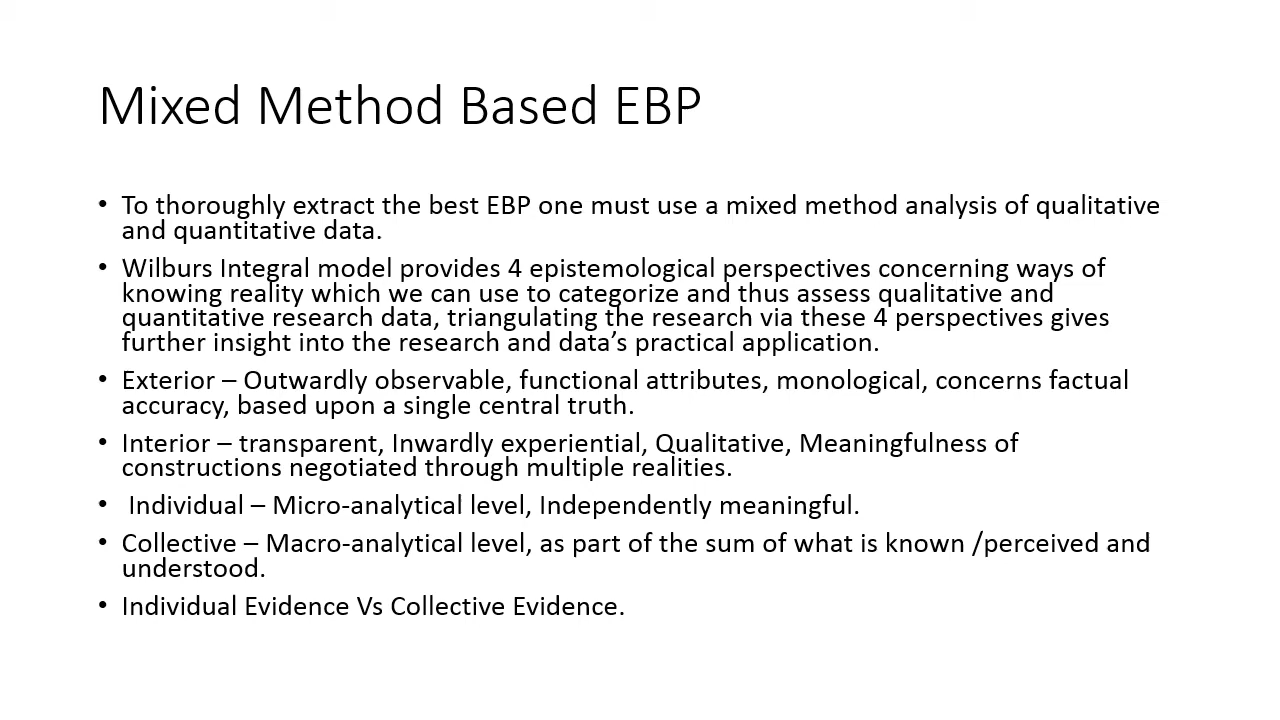 Mixed Method Based EBP
• To thoroughly extract the best EBP one must use a mixed method analysis of qualitative
and quantitative data.
• Wilburs Integral model provides 4 epistemological perspectives concerning ways of
knowing reality which we can use to categorize and thus assess qualitative and
quantitative research data, triangulating the research via these 4 perspectives gives
further insight into the research and data’s practical application.
• Exterior – Outwardly observable, functional attributes, monological, concerns factual
accuracy, based upon a single central truth.
• Interior – transparent, Inwardly experiential, Qualitative, Meaningfulness of
constructions negotiated through multiple realities.
• Individual – Micro-analytical level, Independently meaningful.
• Collective – Macro-analytical level, as part of the sum of what is known /perceived and
understood.
• Individual Evidence Vs Collective Evidence.